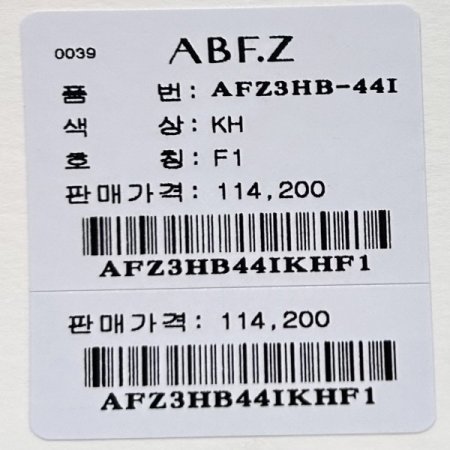 0039 ABF.Z
품 번: AFZ3HB-44I
색 상: KH
호 칭: F1
판매가격: 114,200
AFZ3HB44IKHF1
판매가격: 114,200
AFZ3HB44IKHF1